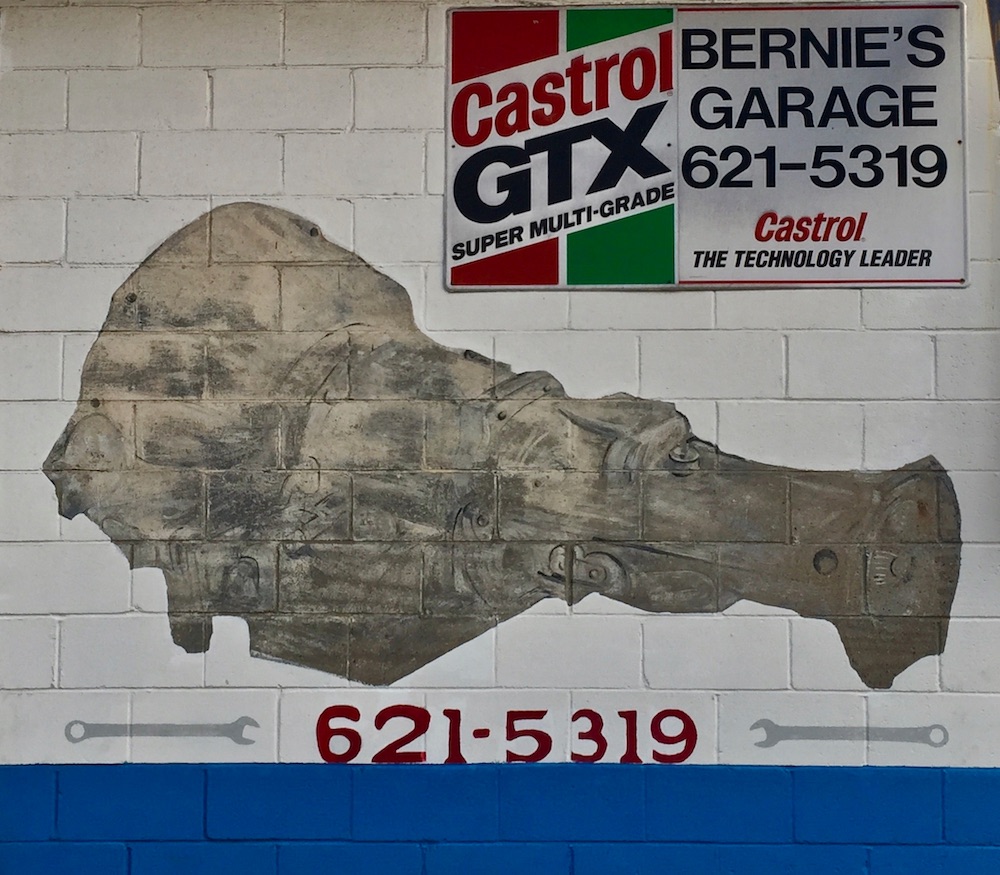 Castrol
GTX
SUPER MULTI-GRADE
BERNIE'S
GARAGE
621-5319
Castrol
THE TECHNOLOGY LEADER
621-5319